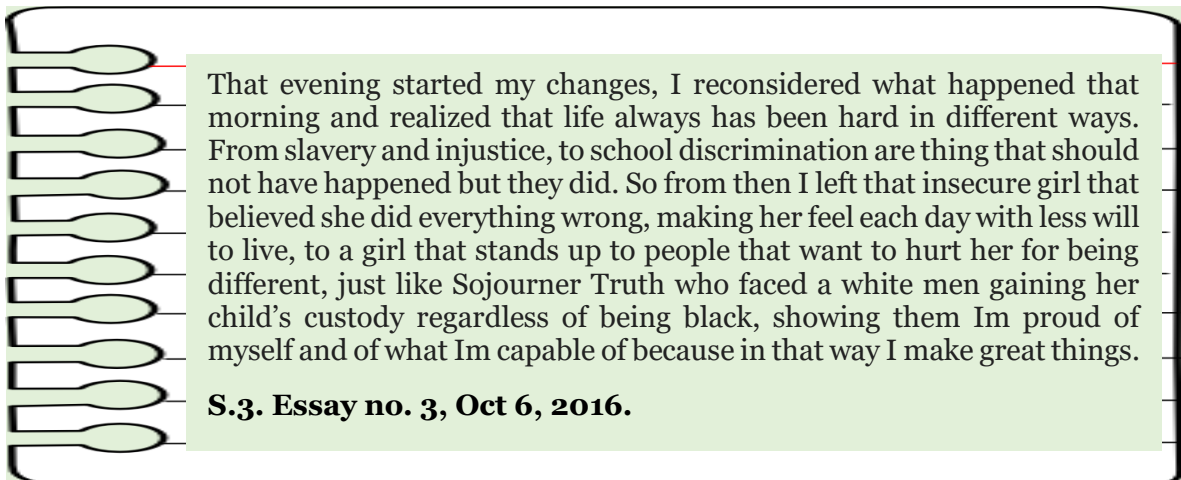 That evening started my changes, I reconsidered what happened that
morning and realized that life always has been hard in different ways.
From slavery and injustice, to school discrimination are thing that should
not have happened but they did. So from then I left that insecure girl that
believed she did everything wrong, making her feel each day with less will
to live, to a girl that stands up to people that want to hurt her for being
different, just like Sojourner Truth who faced a white men gaining her
child’s custody regardless of being black, showing them Im proud of
myself and of what Im capable of because in that way I make great things.
S.3. Essay no. 3, Oct 6, 2016.